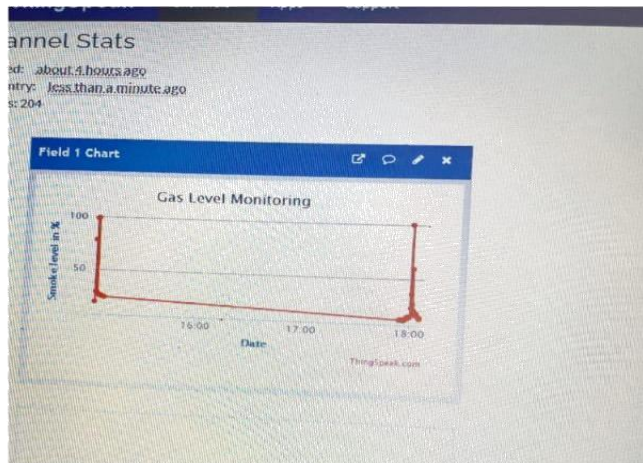 annel Stats
ed: about 4 hours ago
ntry: less than a minute ago
s: 204
Field 1 Chart
Gas Level Monitoring
Smoke level in %
100
50
16:00
17:00
18:00
Date
ThingSpeak.com